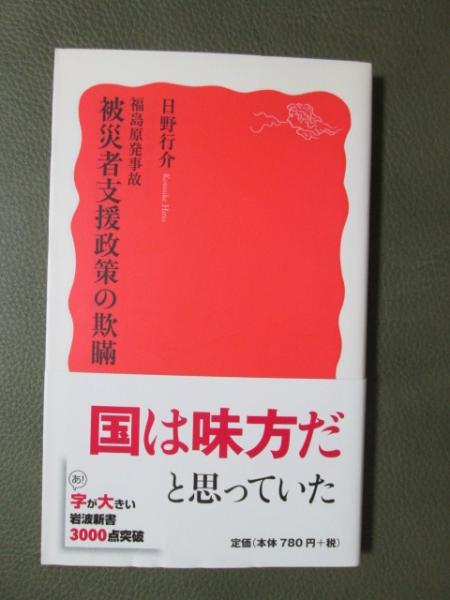 日野行介 Kousuke Hino
福島原発事故
被災者支援政策の欺瞞
国は味方だ
と思っていた
あ!
字が大きい
岩波新書
3000点突破
定価(本体780円+税)